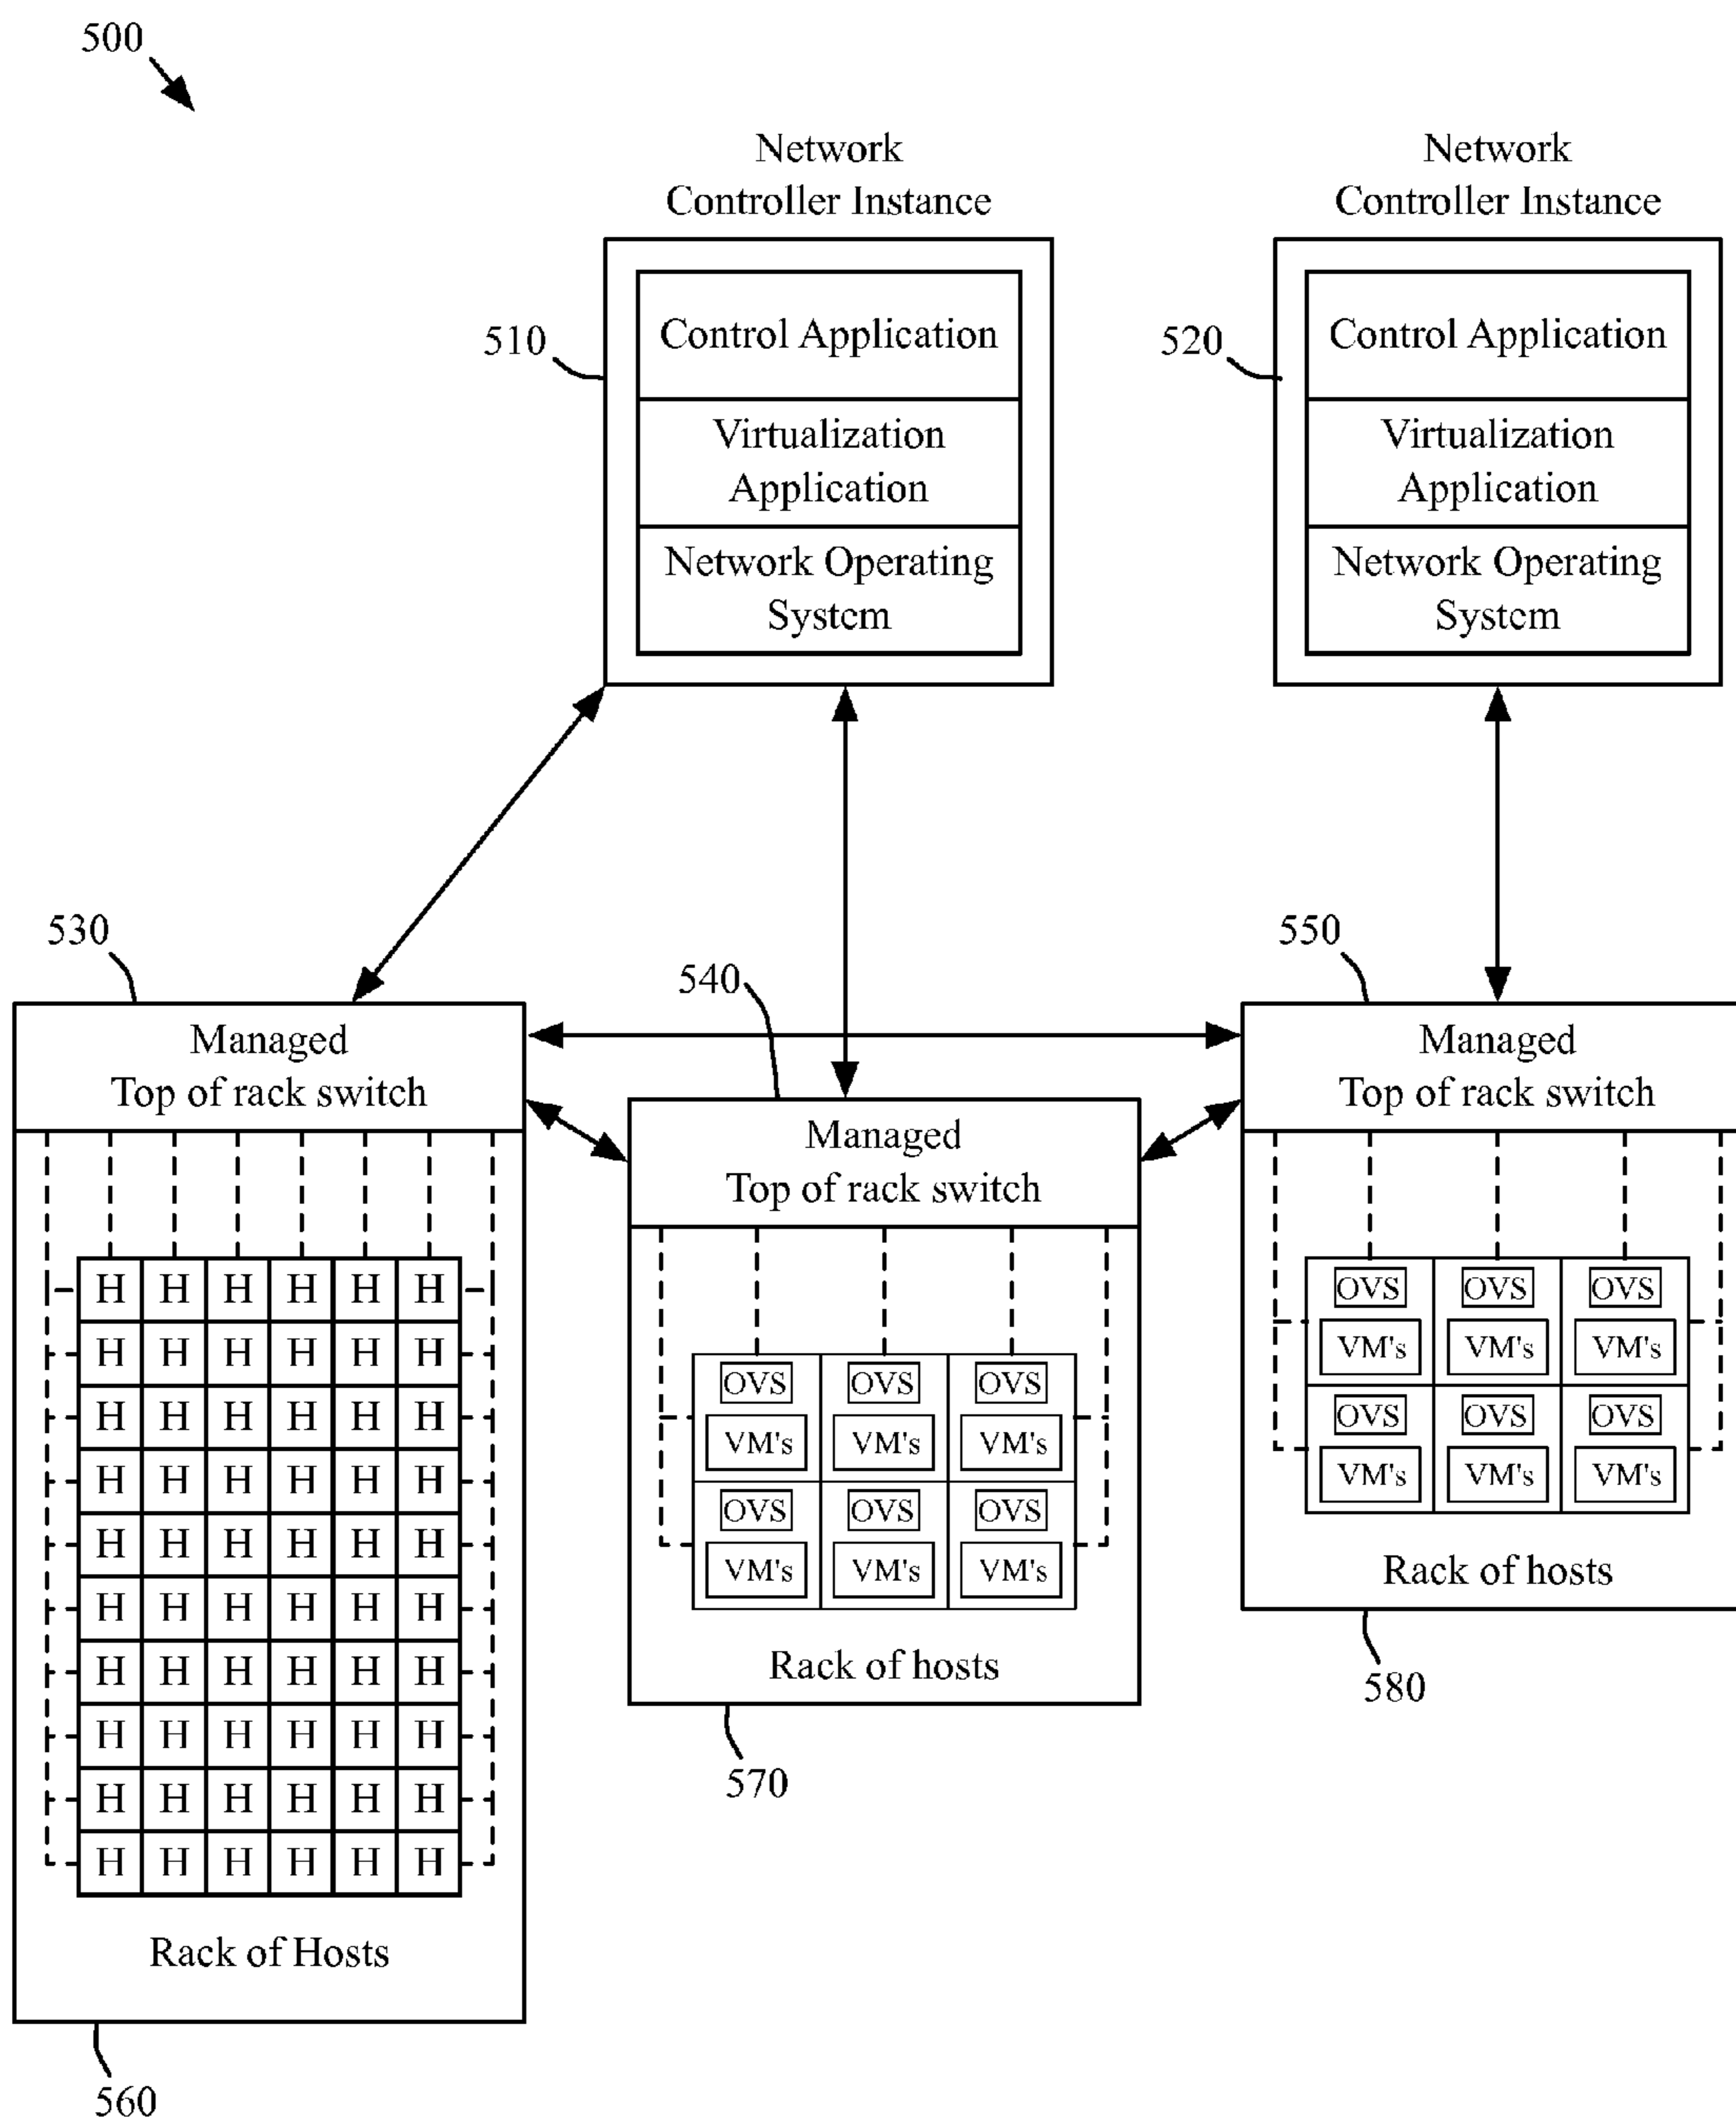 500
Network
Controller Instance
Network
Controller Instance
510
Control Application
Virtualization
Application
Network Operating
System
520
Control Application
Virtualization
Application
Network Operating
System
530
540
550
Managed
Top of rack switch
Managed
Top of rack switch
Managed
Top of rack switch
H H H H H H
H H H H H H
H H H H H H
H H H H H H
H H H H H H
H H H H H H
H H H H H H
H H H H H H
H H H H H H
H H H H H H
Rack of Hosts
560
OVS OVS OVS
VM's VM's VM's
OVS OVS OVS
VM's VM's VM's
Rack of hosts
570
OVS OVS OVS
VM's VM's VM's
OVS OVS OVS
VM's VM's VM's
Rack of hosts
580